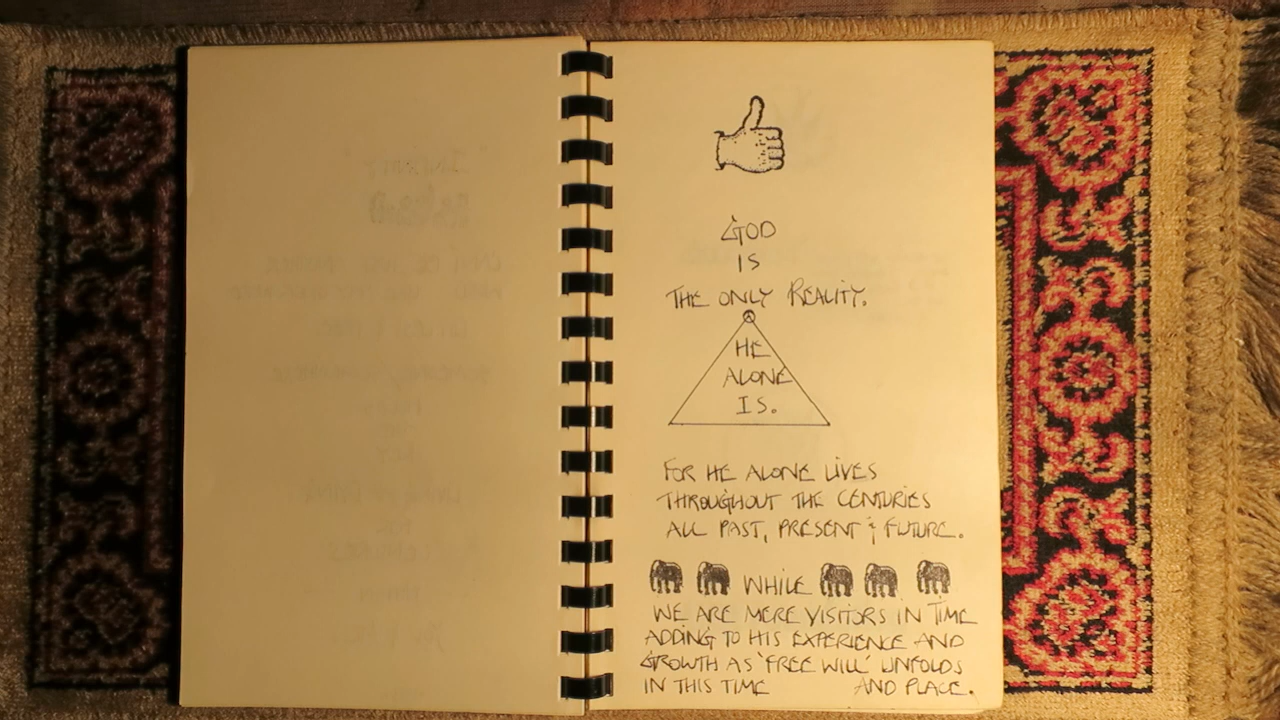 GOD
IS
THE ONLY REALITY.
HE
ALONE
IS.
FOR HE ALONE LIVES
THROUGHOUT THE CENTURIES
ALL PAST, PRESENT & FUTURE.
WHILE
WE ARE MERE VISITORS IN TIME
ADDING TO HIS EXPERIENCE AND
GROWTH AS 'FREE WILL' UNFOLDS
IN THIS TIME AND PLACE.